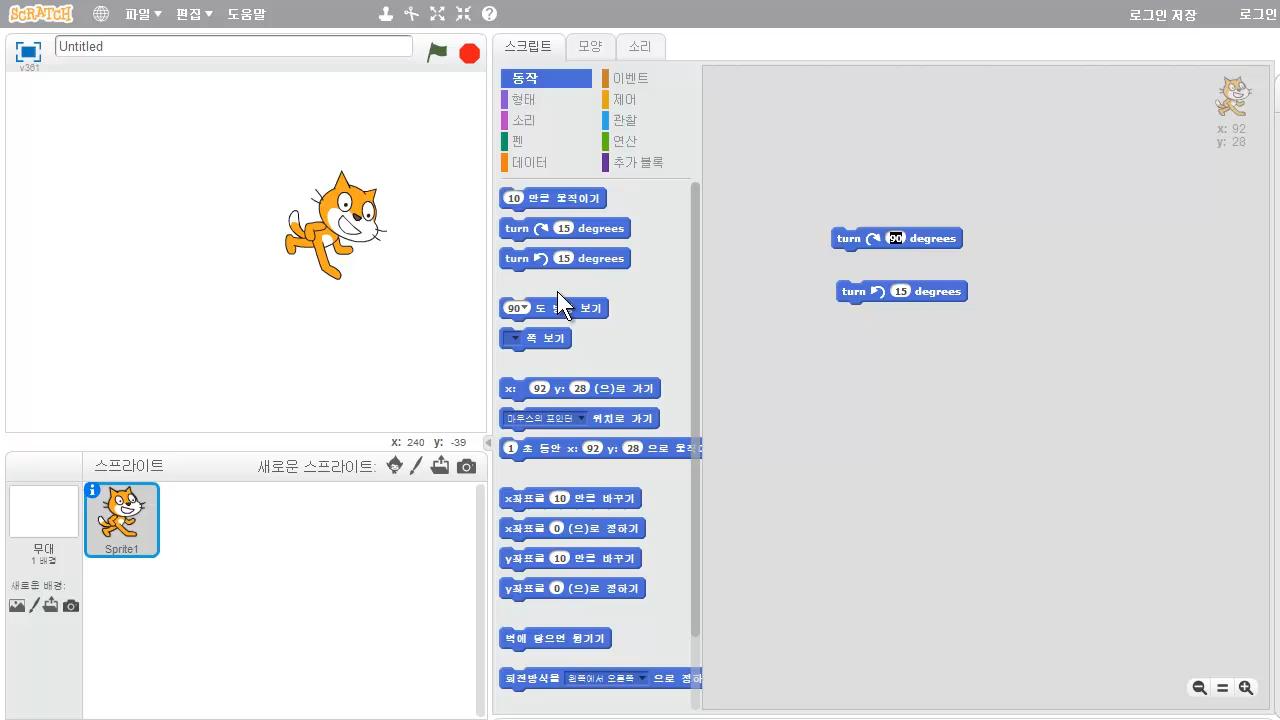 SCRATCH 파일 편집 도움말 로그인 저장 로그인
Untitled
v361
스크립트 모양 소리
동작 이벤트
형태 제어
소리 관찰
펜 연산
데이터 추가 블록
10 만큼 움직이기
turn 15 degrees
turn 15 degrees
90 도 보기
쪽 보기
x: 92 y: 28 (으)로 가기
마우스의 포인터 위치로 가기
1 초 동안 x: 92 y: 28 으로 움직
x좌표를 10 만큼 바꾸기
x좌표를 0 (으)로 정하기
y좌표를 10 만큼 바꾸기
y좌표를 0 (으)로 정하기
벽에 닿으면 튕기기
회전방식을 왼쪽에서 오른쪽 으로 정하
turn 90 degrees
turn 15 degrees
x: 92
y: 28
x: 240 y: -39
스프라이트 새로운 스프라이트:
Sprite1
무대
1 배경
새로운 배경: